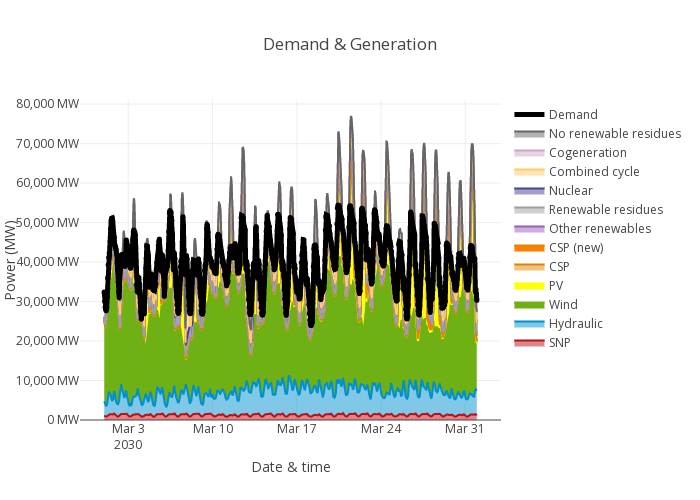 Demand & Generation
80,000 MW
70,000 MW
60,000 MW
50,000 MW
40,000 MW
30,000 MW
20,000 MW
10,000 MW
0 MW
Power (MW)
Mar 3
2030
Mar 10
Mar 17
Mar 24
Mar 31
Date & time
Demand
No renewable residues
Cogeneration
Combined cycle
Nuclear
Renewable residues
Other renewables
CSP (new)
CSP
PV
Wind
Hydraulic
SNP